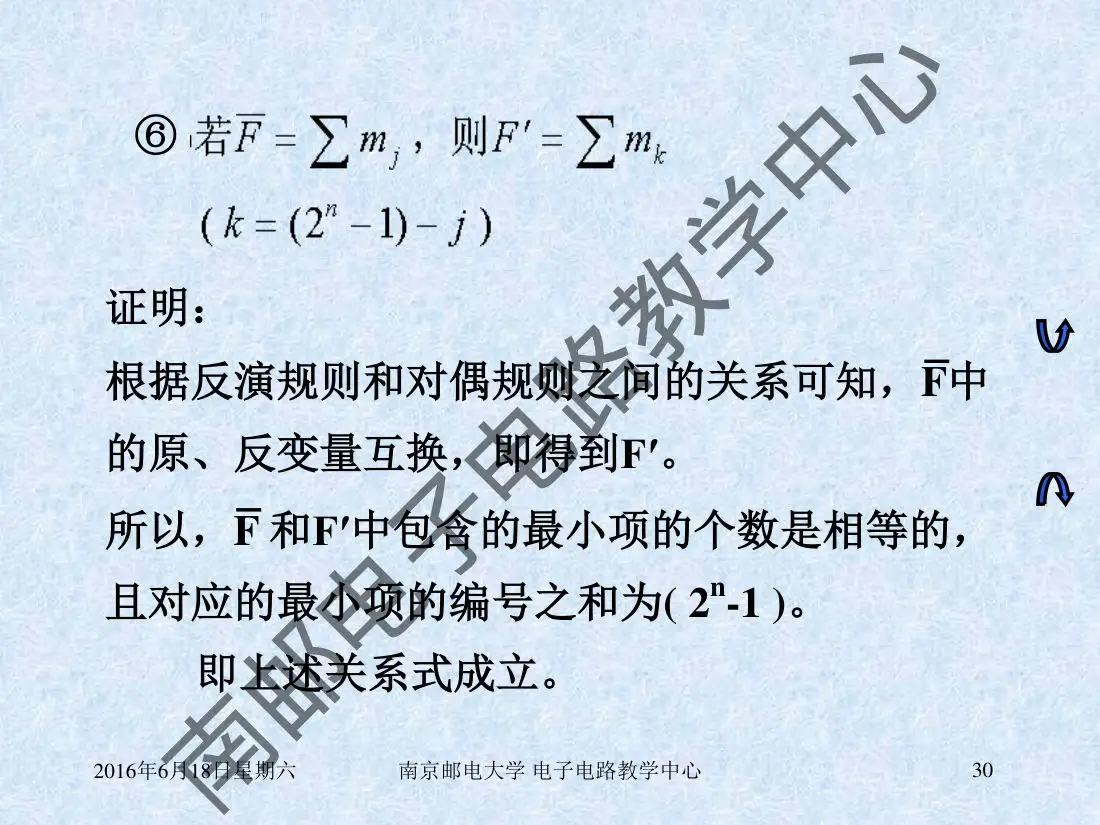 ⑥ 若F̅ = ∑ m_j , 则F′ = ∑ m_k
( k = (2^n − 1) − j )
证明：
根据反演规则和对偶规则之间的关系可知，F̅中
的原、反变量互换，即得到F′。
所以，F̅ 和F′中包含的最小项的个数是相等的，
且对应的最小项的编号之和为( 2^n-1 )。
即上述关系式成立。
南邮电子电路教学中心
2016年6月18日星期六 南京邮电大学 电子电路教学中心 30